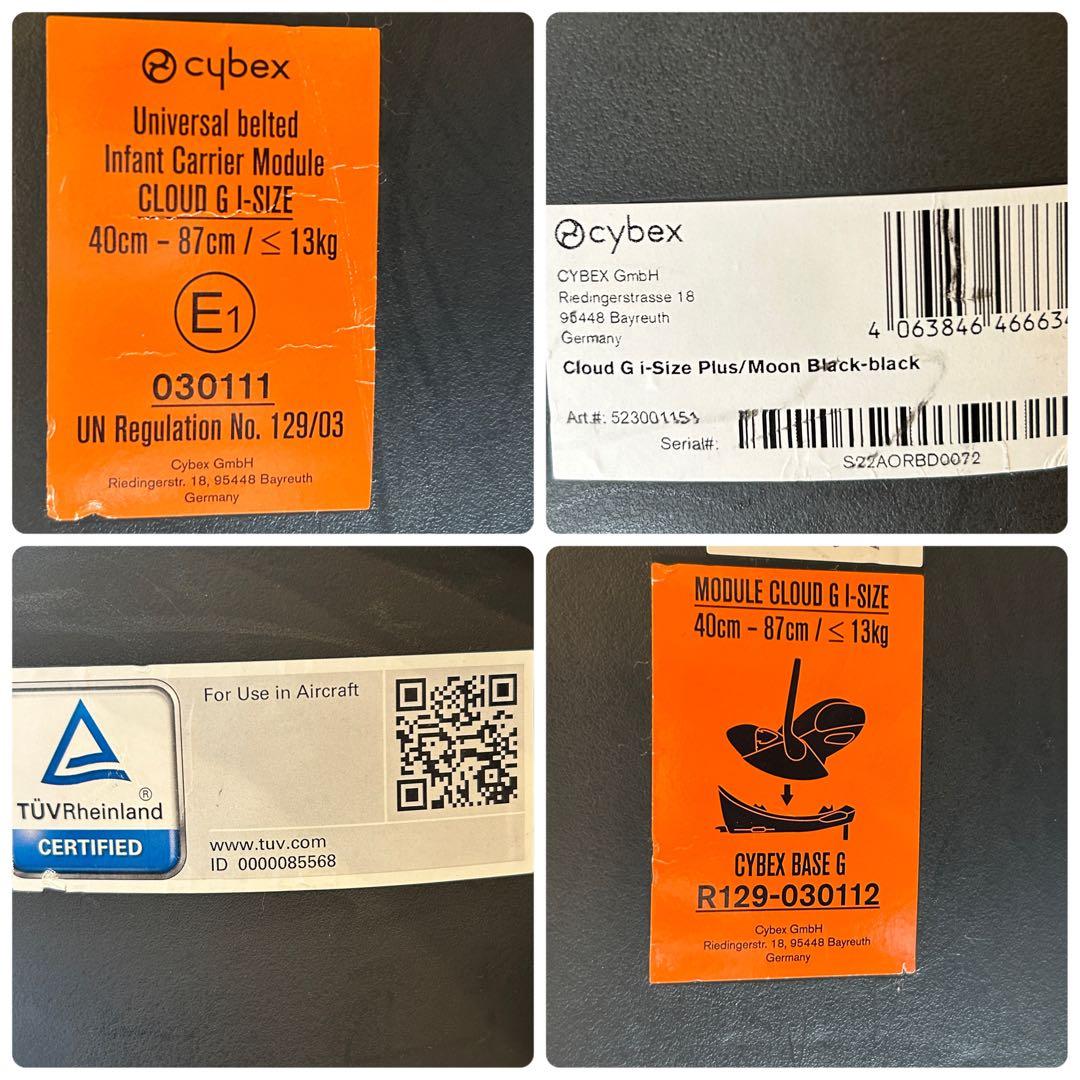 cybex
Universal belted
Infant Carrier Module
CLOUD G I-SIZE
40cm – 87cm / ≤ 13kg
E1
030111
UN Regulation No. 129/03
Cybex GmbH
Riedingerstr. 18, 95448 Bayreuth
Germany
cybex
CYBEX GmbH
Riedingerstrasse 18
95448 Bayreuth
Germany
4 063846 466634
Cloud G i-Size Plus/Moon Black-black
Art.#: 523001151
Serial#:
S22AORBD0072
For Use in Aircraft
TÜVRheinland®
CERTIFIED
www.tuv.com
ID 0000085568
MODULE CLOUD G I-SIZE
40cm – 87cm / ≤ 13kg
CYBEX BASE G
R129-030112
Cybex GmbH
Riedingerstr. 18, 95448 Bayreuth
Germany